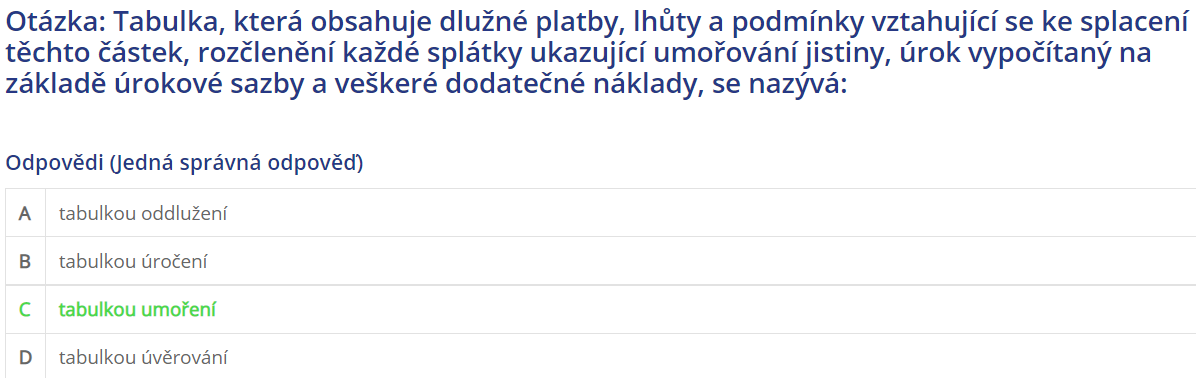 Otázka: Tabulka, která obsahuje dlužné platby, lhůty a podmínky vztahující se ke splacení
těchto částek, rozčlenění každé splátky ukazující umořování jistiny, úrok vypočítaný na
základě úrokové sazby a veškeré dodatečné náklady, se nazývá:
Odpovědi (Jedná správná odpověď)
A tabulkou oddlužení
B tabulkou úročení
C tabulkou umoření
D tabulkou úvěrování